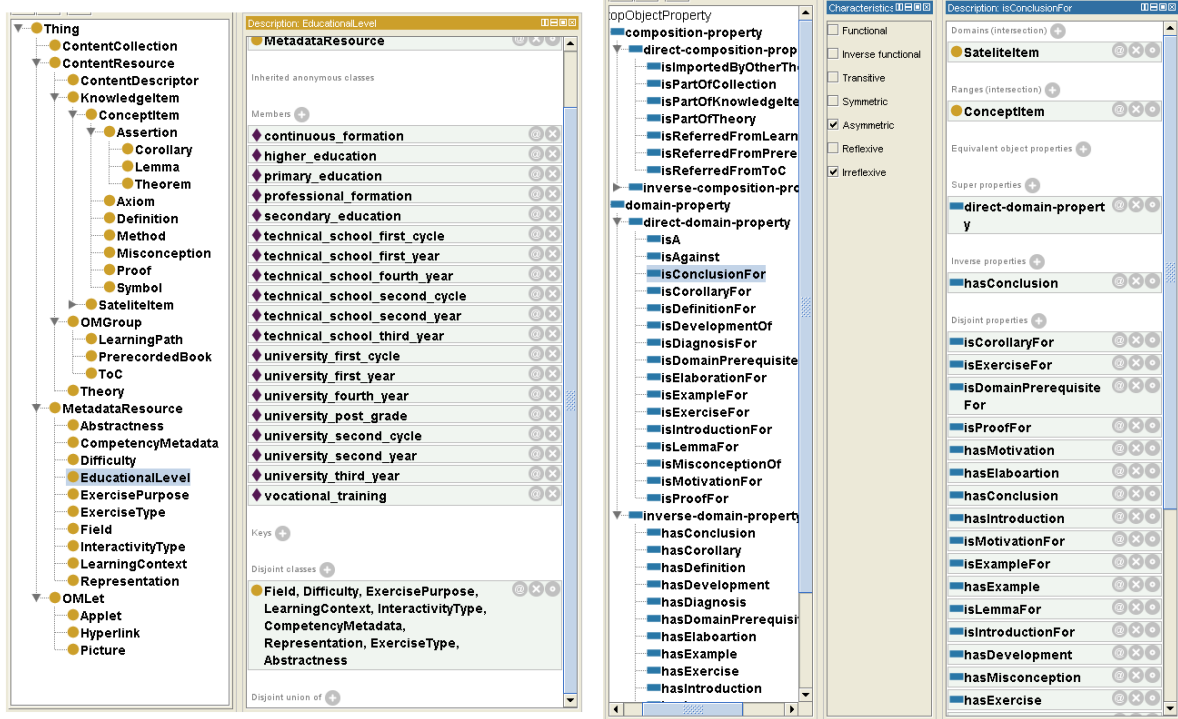 Thing
ContentCollection
ContentResource
ContentDescriptor
KnowledgeItem
ConceptItem
Assertion
Corollary
Lemma
Theorem
Axiom
Definition
Method
Misconception
Proof
Symbol
SateliteItem
OMGroup
LearningPath
PrerecordedBook
ToC
Theory
MetadataResource
Abstractness
CompetencyMetadata
Difficulty
EducationalLevel
ExercisePurpose
ExerciseType
Field
InteractivityType
LearningContext
Representation
OMLet
Applet
Hyperlink
Picture
Description: EducationalLevel
MetadataResource
Inherited anonymous classes
Members
continuous_formation
higher_education
primary_education
professional_formation
secondary_education
technical_school_first_cycle
technical_school_first_year
technical_school_fourth_year
technical_school_second_cycle
technical_school_second_year
technical_school_third_year
university_first_cycle
university_first_year
university_fourth_year
university_post_grade
university_second_cycle
university_second_year
university_third_year
vocational_training
Keys
Disjoint classes
Field, Difficulty, ExercisePurpose,
LearningContext, InteractivityType,
CompetencyMetadata,
Representation, ExerciseType,
Abstractness
Disjoint union of
topObjectProperty
composition-property
direct-composition-prop
isImportedByOtherThe
isPartOfCollection
isPartOfKnowledgeIte
isPartOfTheory
isReferredFromLearn
isReferredFromPrere
isReferredFromToC
inverse-composition-pro
domain-property
direct-domain-property
isA
isAgainst
isConclusionFor
isCorollaryFor
isDefinitionFor
isDevelopmentOf
isDiagnosisFor
isDomainPrerequisite
isElaborationFor
isExampleFor
isExerciseFor
isIntroductionFor
isLemmaFor
isMisconceptionOf
isMotivationFor
isProofFor
inverse-domain-property
hasConclusion
hasCorollary
hasDefinition
hasDevelopment
hasDiagnosis
hasDomainPrerequisi
hasElaboartion
hasExample
hasExercise
hasIntroduction
Characteristics
Functional
Inverse functional
Transitive
Symmetric
Asymmetric
Reflexive
Irreflexive
Description: isConclusionFor
Domains (intersection)
SateliteItem
Ranges (intersection)
ConceptItem
Equivalent object properties
Super properties
direct-domain-propert
y
Inverse properties
hasConclusion
Disjoint properties
isCorollaryFor
isExerciseFor
isDomainPrerequisite
For
isProofFor
hasMotivation
hasElaboartion
hasConclusion
hasIntroduction
isMotivationFor
isExampleFor
hasExample
isLemmaFor
isIntroductionFor
hasDevelopment
hasMisconception
hasExercise